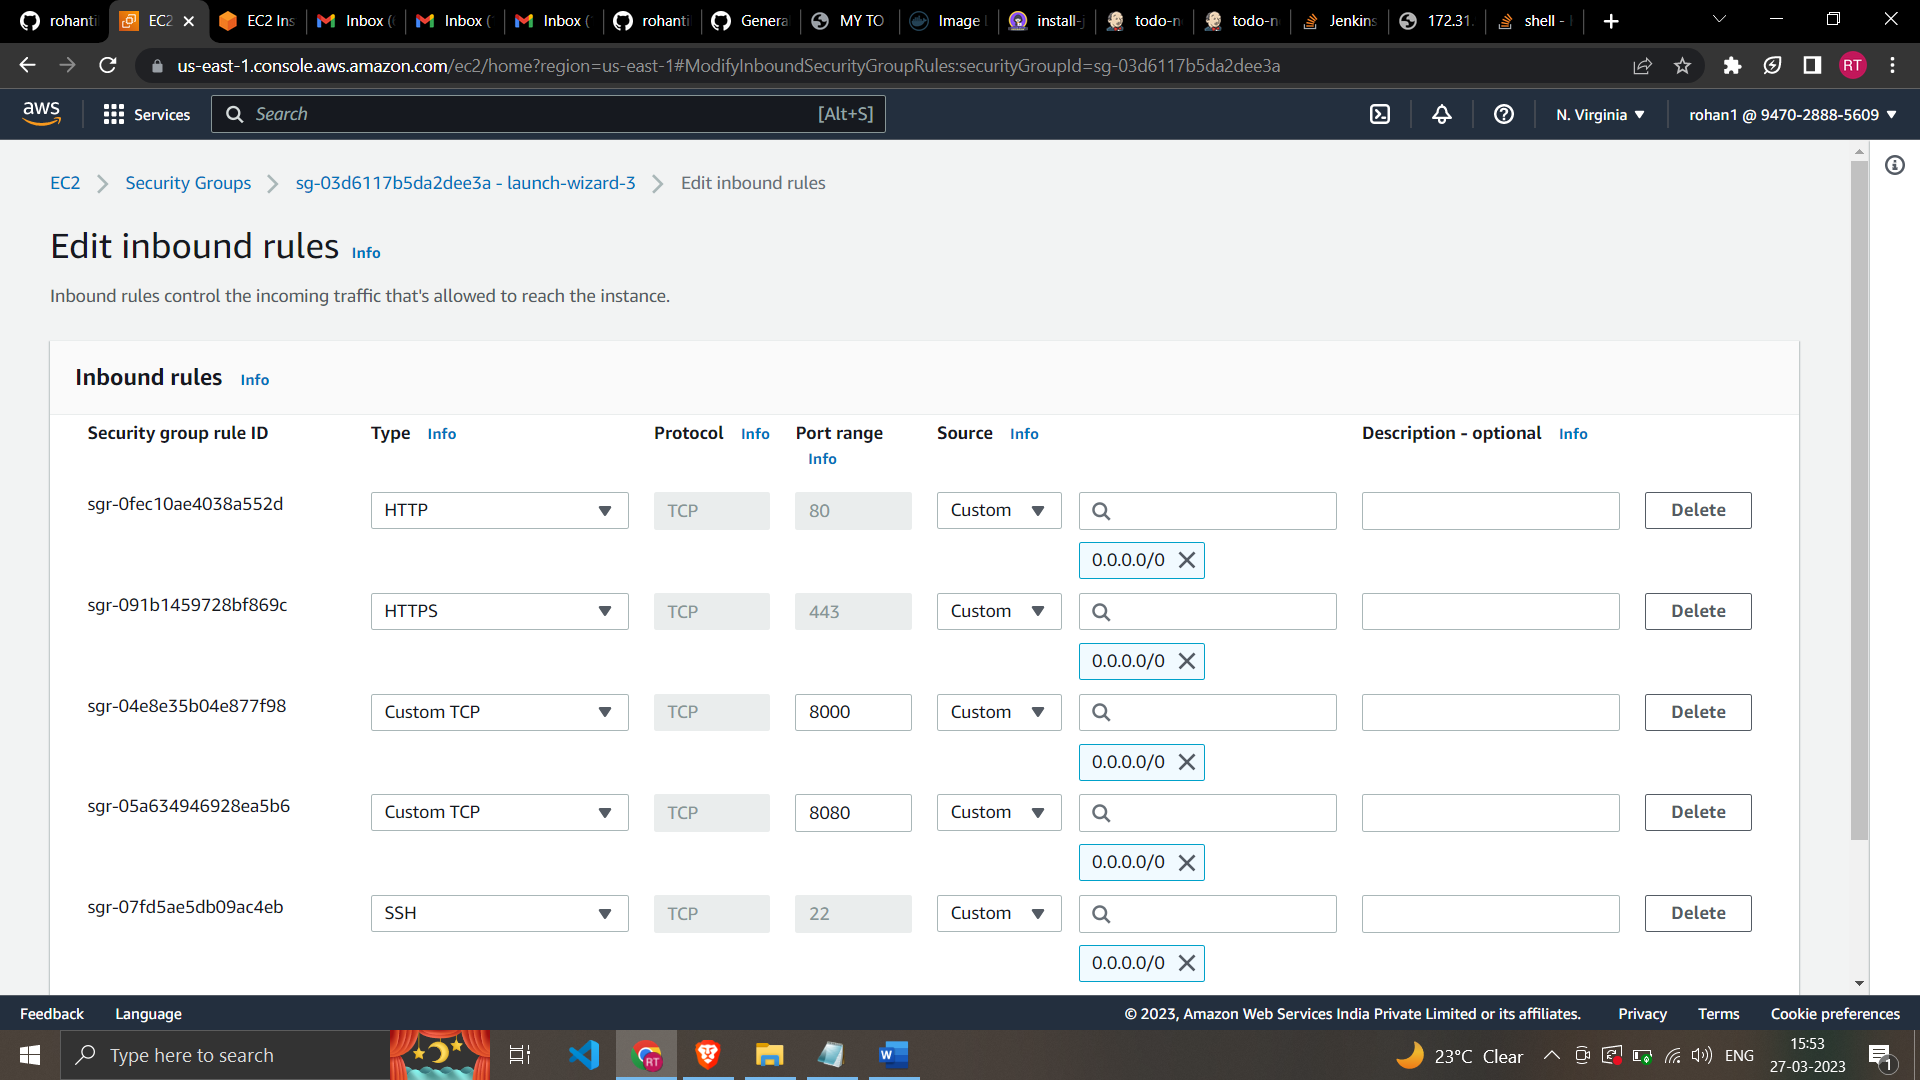 rohanti
EC2
EC2 Ins
Inbox (
Inbox (
Inbox (
rohanti
General
MY TO
Image
install-j
todo-n
todo-n
Jenkins
172.31.
shell -
us-east-1.console.aws.amazon.com/ec2/home?region=us-east-1#ModifyInboundSecurityGroupRules:securityGroupId=sg-03d6117b5da2dee3a
RT
aws
Services
Search
[Alt+S]
N. Virginia
rohan1 @ 9470-2888-5609
EC2
Security Groups
sg-03d6117b5da2dee3a - launch-wizard-3
Edit inbound rules
Edit inbound rules Info
Inbound rules control the incoming traffic that's allowed to reach the instance.
Inbound rules Info
Security group rule ID
Type Info
Protocol Info
Port range
Info
Source Info
Description - optional Info
sgr-0fec10ae4038a552d
HTTP
TCP
80
Custom
Delete
0.0.0.0/0
sgr-091b1459728bf869c
HTTPS
TCP
443
Custom
Delete
0.0.0.0/0
sgr-04e8e35b04e877f98
Custom TCP
TCP
8000
Custom
Delete
0.0.0.0/0
sgr-05a634946928ea5b6
Custom TCP
TCP
8080
Custom
Delete
0.0.0.0/0
sgr-07fd5ae5db09ac4eb
SSH
TCP
22
Custom
Delete
0.0.0.0/0
Feedback
Language
© 2023, Amazon Web Services India Private Limited or its affiliates.
Privacy
Terms
Cookie preferences
Type here to search
RT
W
23°C Clear
ENG
15:53
27-03-2023
1